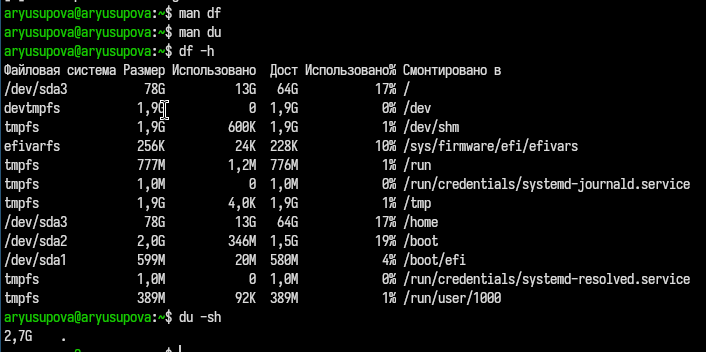 aryusupova@aryusupova:~$ man df
aryusupova@aryusupova:~$ man du
aryusupova@aryusupova:~$ df -h
Файловая система Размер Использовано Дост Использовано% Смонтировано в
/dev/sda3 78G 13G 64G 17% /
devtmpfs 1,9G 0 1,9G 0% /dev
tmpfs 1,9G 600K 1,9G 1% /dev/shm
efivarfs 256K 24K 228K 10% /sys/firmware/efi/efivars
tmpfs 777M 1,2M 776M 1% /run
tmpfs 1,0M 0 1,0M 0% /run/credentials/systemd-journald.service
tmpfs 1,9G 4,0K 1,9G 1% /tmp
/dev/sda3 78G 13G 64G 17% /home
/dev/sda2 2,0G 346M 1,5G 19% /boot
/dev/sda1 599M 20M 580M 4% /boot/efi
tmpfs 1,0M 0 1,0M 0% /run/credentials/systemd-resolved.service
tmpfs 389M 92K 389M 1% /run/user/1000
aryusupova@aryusupova:~$ du -sh
2,7G .